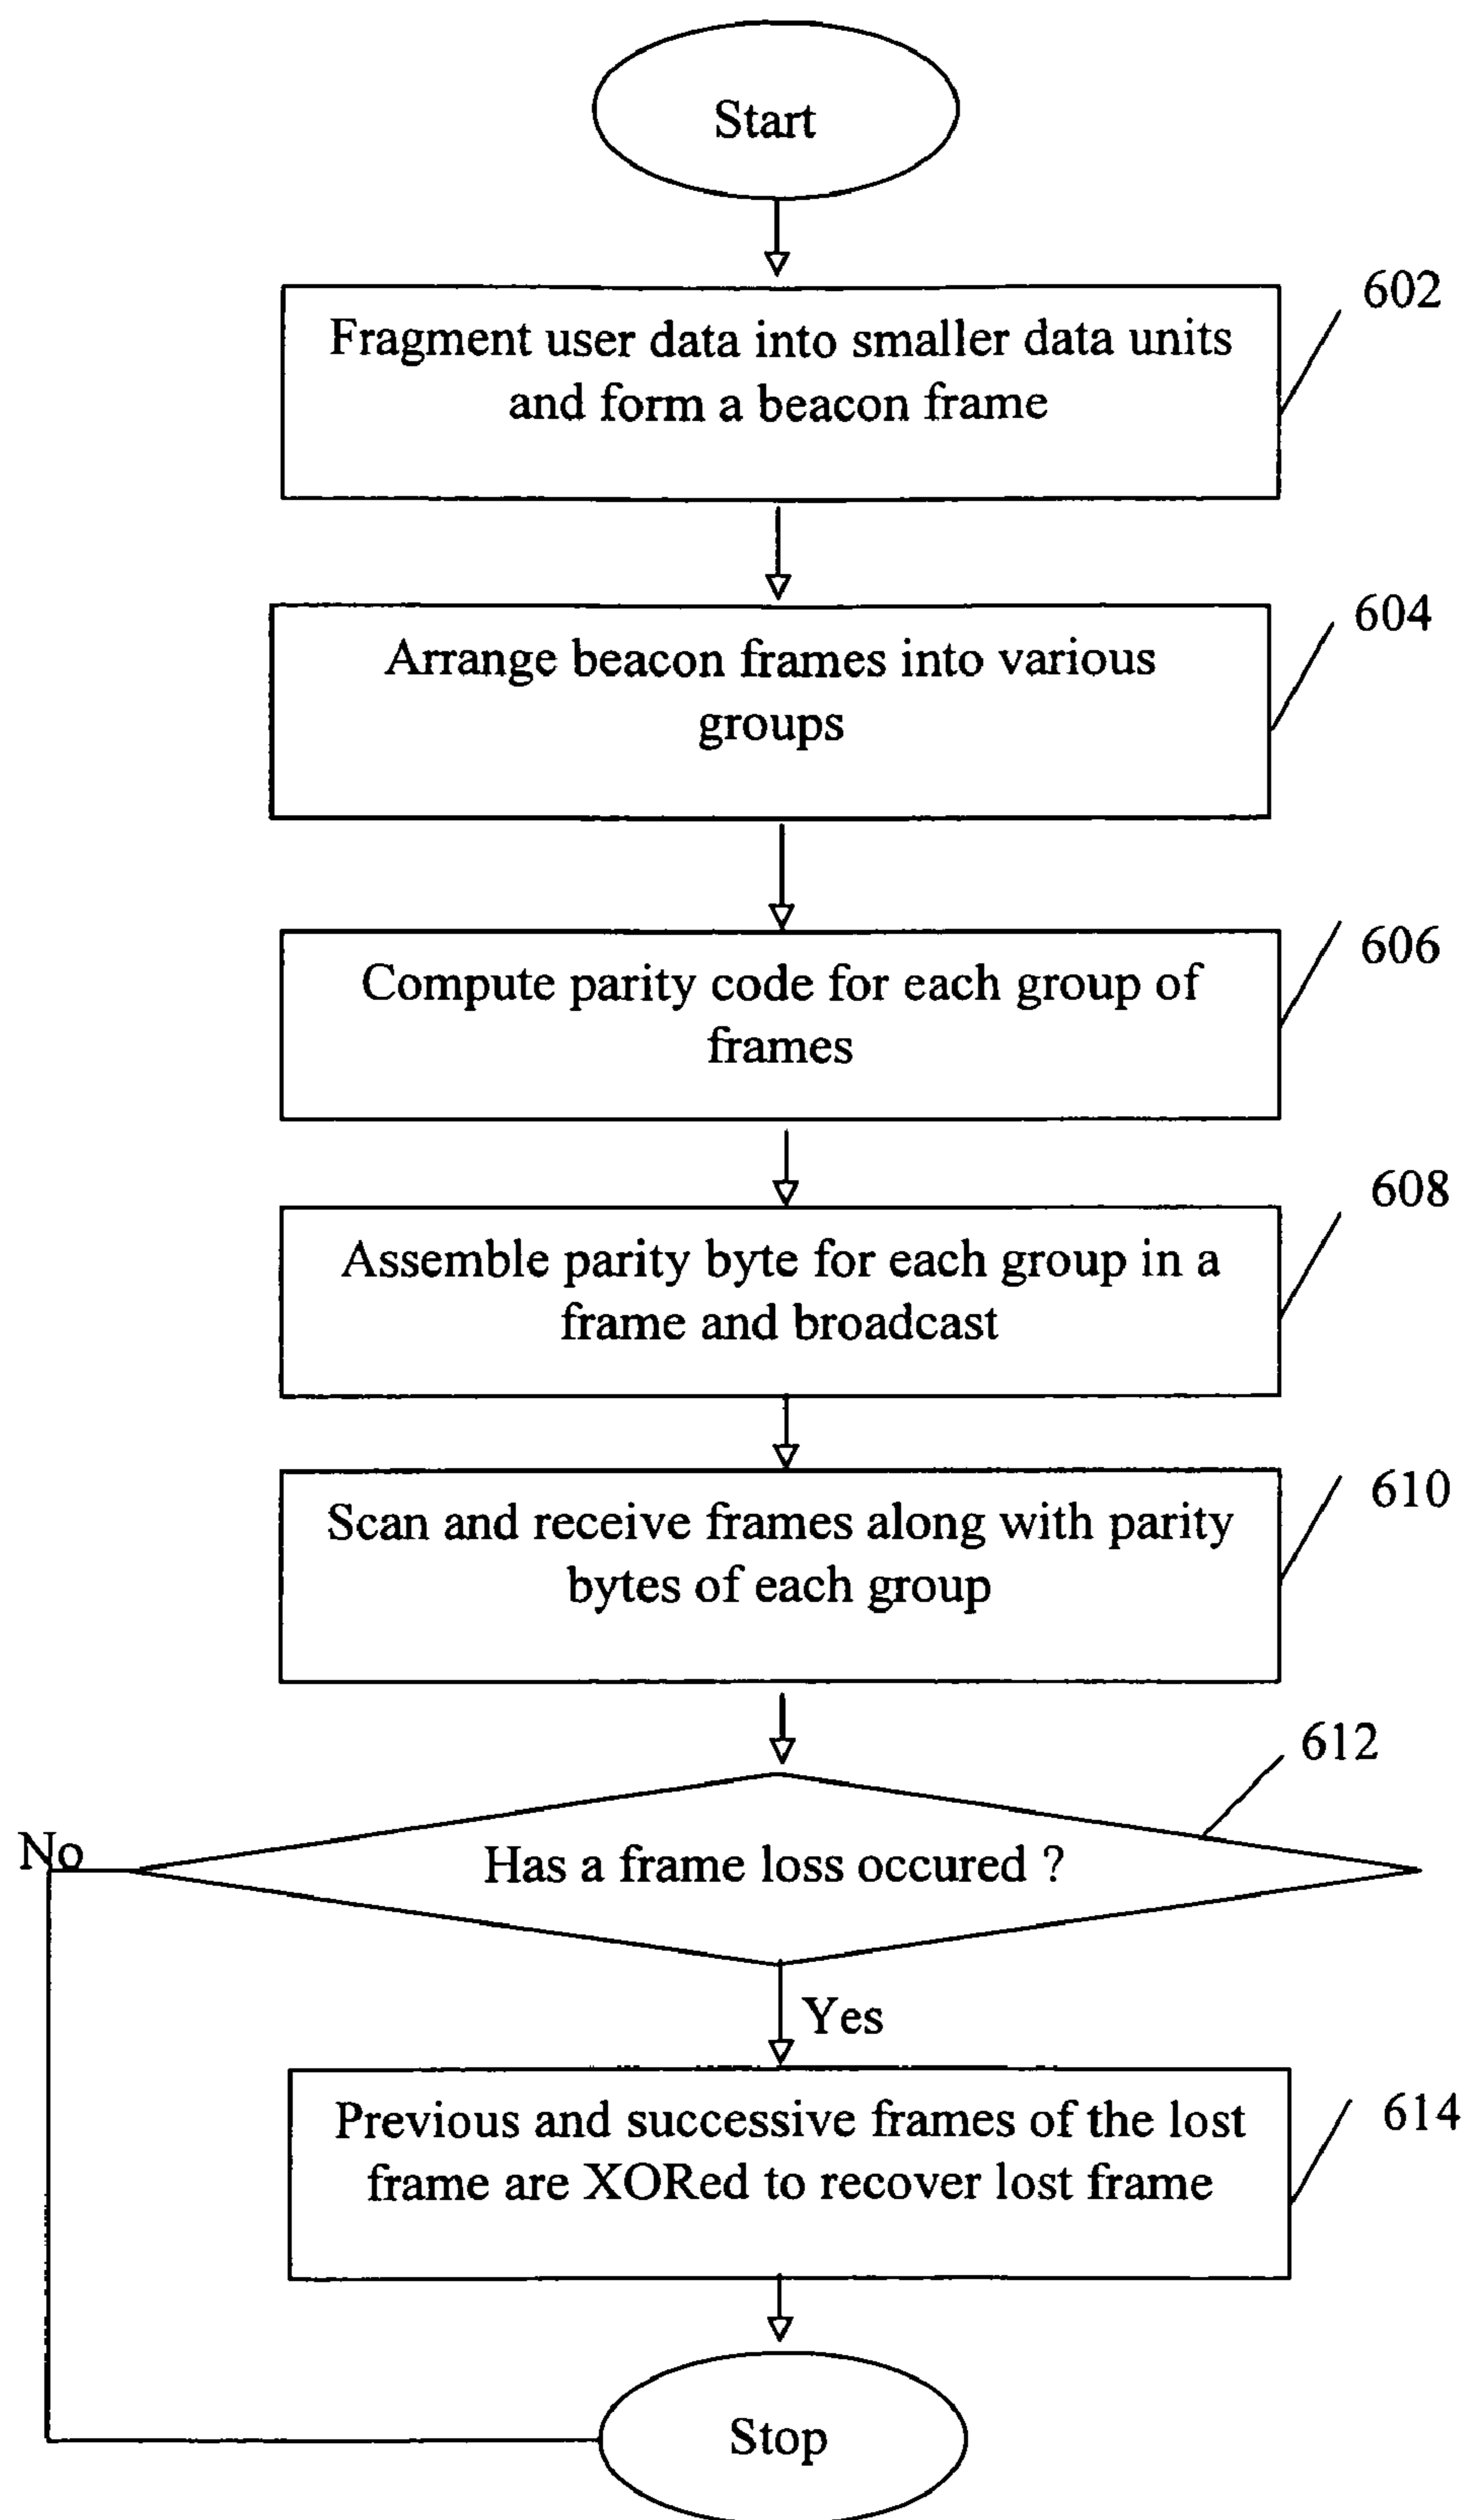 Start
602
Fragment user data into smaller data units
and form a beacon frame
604
Arrange beacon frames into various
groups
606
Compute parity code for each group of
frames
608
Assemble parity byte for each group in a
frame and broadcast
610
Scan and receive frames along with parity
bytes of each group
612
No
Has a frame loss occured ?
Yes
614
Previous and successive frames of the lost
frame are XORed to recover lost frame
Stop